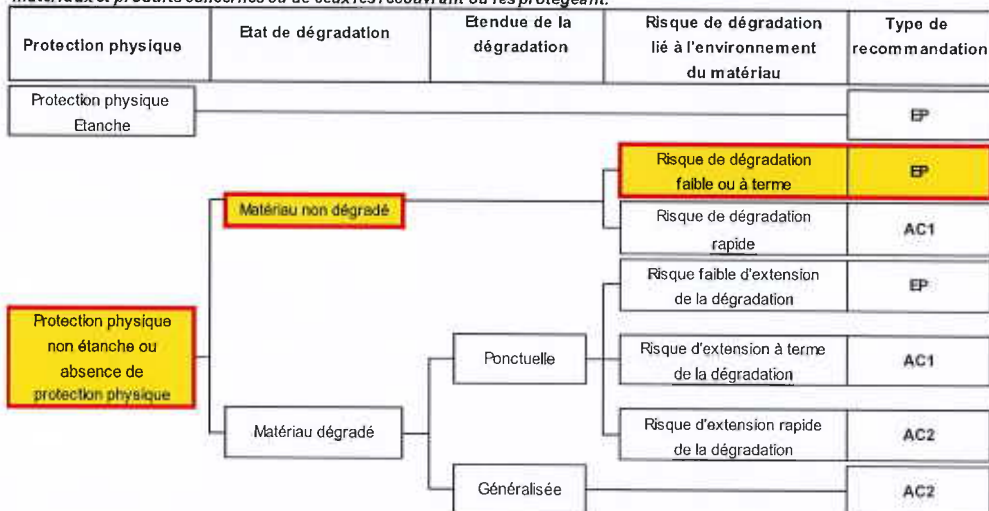 matériaux et produits concernés ou de ceux les recouvrant ou les protégeant.
Protection physique
Etat de dégradation
Etendue de la
dégradation
Risque de dégradation
lié à l'environnement
du matériau
Type de
recommandation
Protection physique
Etanche
EP
Risque de dégradation
faible ou à terme
EP
Matériau non dégradé
Risque de dégradation
rapide
AC1
Risque faible d'extension
de la dégradation
EP
Protection physique
non étanche ou
absence de
protection physique
Ponctuelle
Risque d'extension à terme
de la dégradation
AC1
Matériau dégradé
Risque d'extension rapide
de la dégradation
AC2
Généralisée
AC2